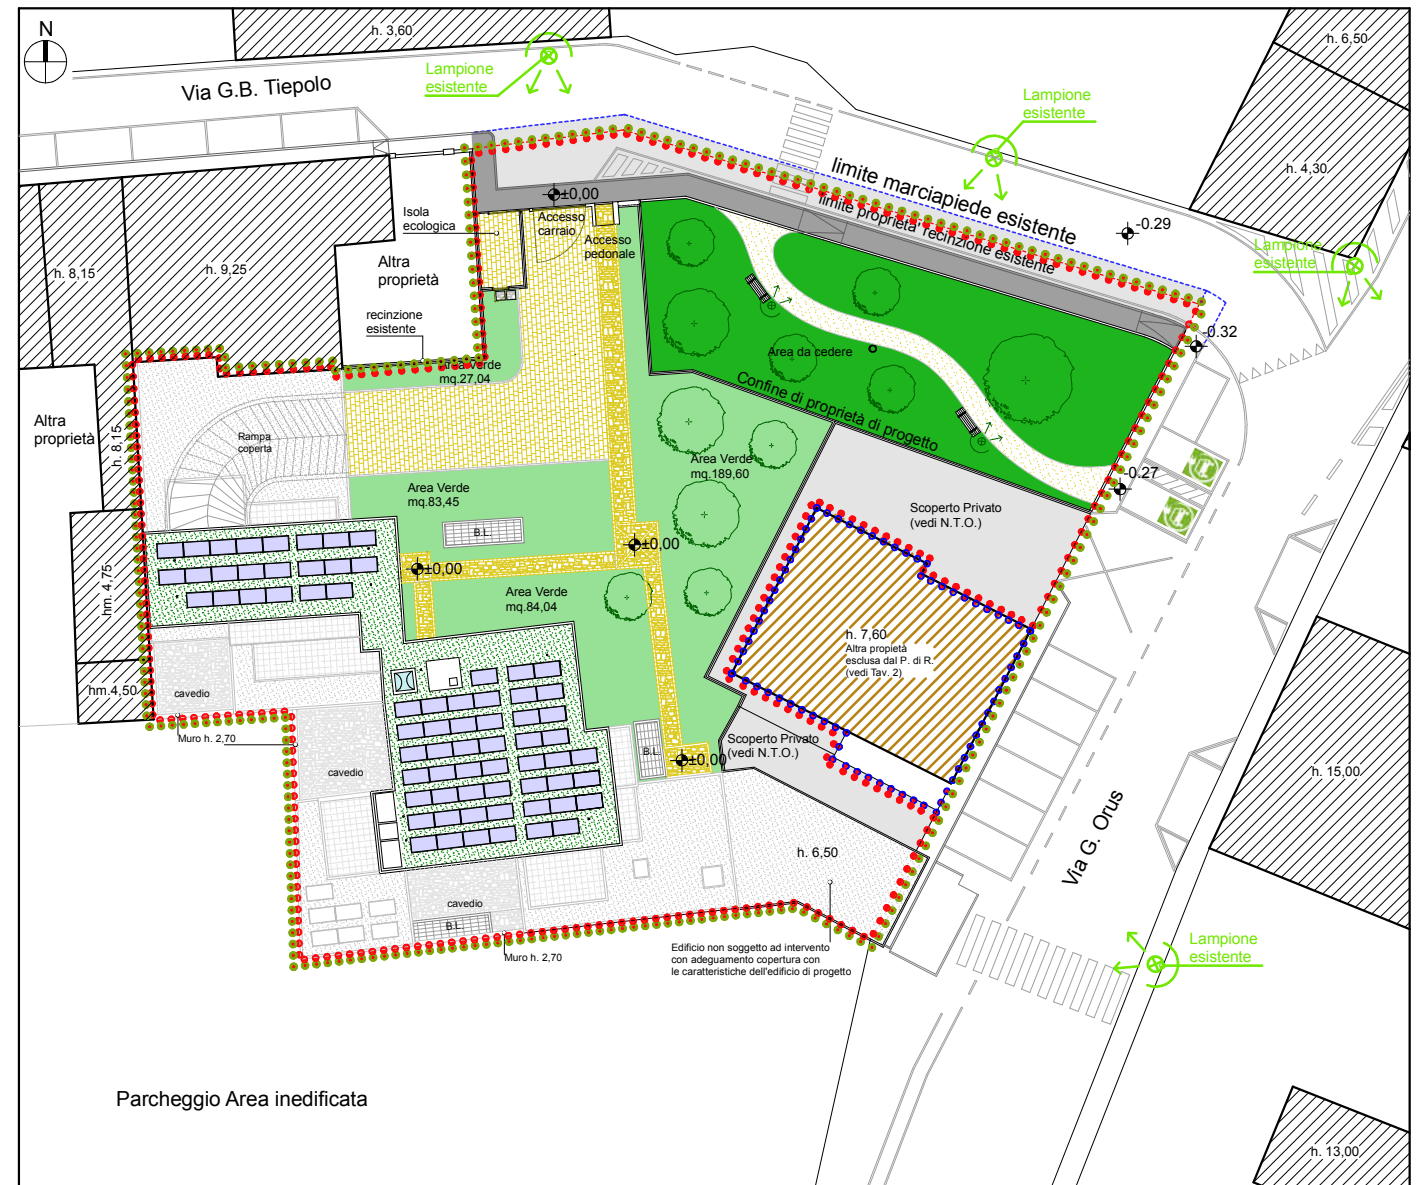 N
h. 3,60
Lampione
esistente
Via G.B. Tiepolo
h. 6,50
Lampione
esistente
h. 4,30
limite marciapiede esistente
limite proprieta' recinzione esistente
±0,00
-0.29
Lampione
esistente
Isola
ecologica
Accesso
carraio
Accesso
pedonale
h. 8,15
h. 9,25
Altra
proprietà
recinzione
esistente
-0.32
Area da cedere
Area Verde
mq.27,04
Confine di proprietà di progetto
Altra
proprietà
h. 8,15
Rampa
coperta
Area Verde
mq.189,60
-0.27
Area Verde
mq.83,45
Scoperto Privato
(vedi N.T.O.)
B.L.
±0,00
±0,00
hm. 4,75
Area Verde
mq.84,04
h. 7,60
Altra propietà
esclusa dal P. di R.
(vedi Tav. 2)
hm.4,50
cavedio
Muro h. 2,70
Scoperto Privato
(vedi N.T.O.)
B.L.
±0,00
cavedio
h. 15,00
Via G. Orus
h. 6,50
cavedio
B.L.
Muro h. 2,70
Edificio non soggetto ad intervento
con adeguamento copertura con
le caratteristiche dell'edificio di progetto
Lampione
esistente
Parcheggio Area inedificata
h. 13,00